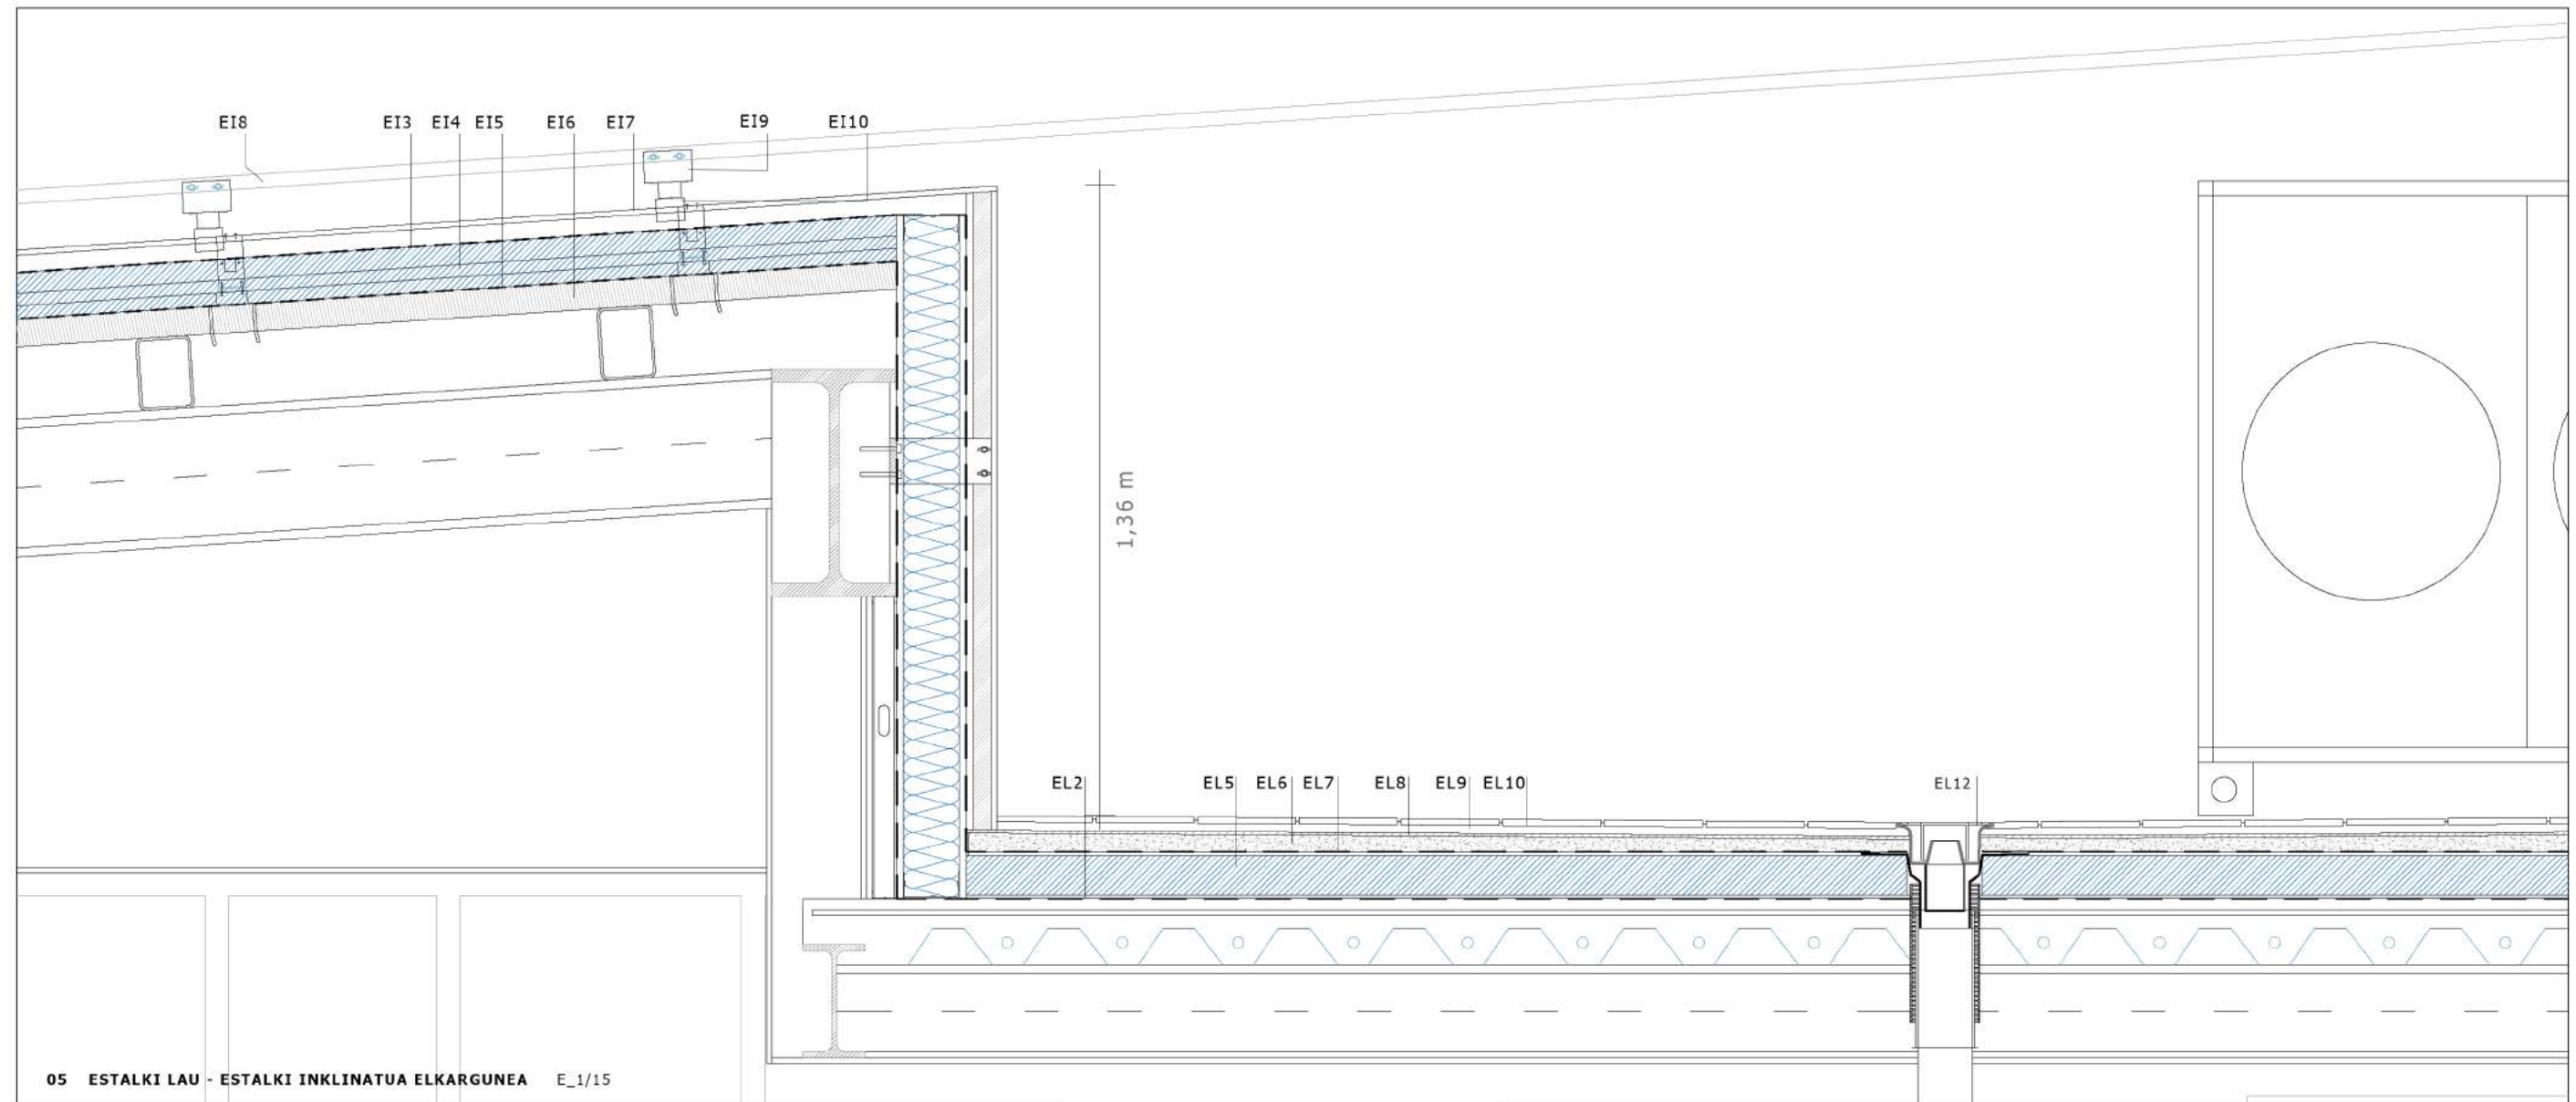 EI8 EI3 EI4 EI5 EI6 EI7 EI9 EI10
1,36 m
EL2 EL5 EL6 EL7 EL8 EL9 EL10 EL12
05 ESTALKI LAU - ESTALKI INKLINATUA ELKARGUNEA E_1/15